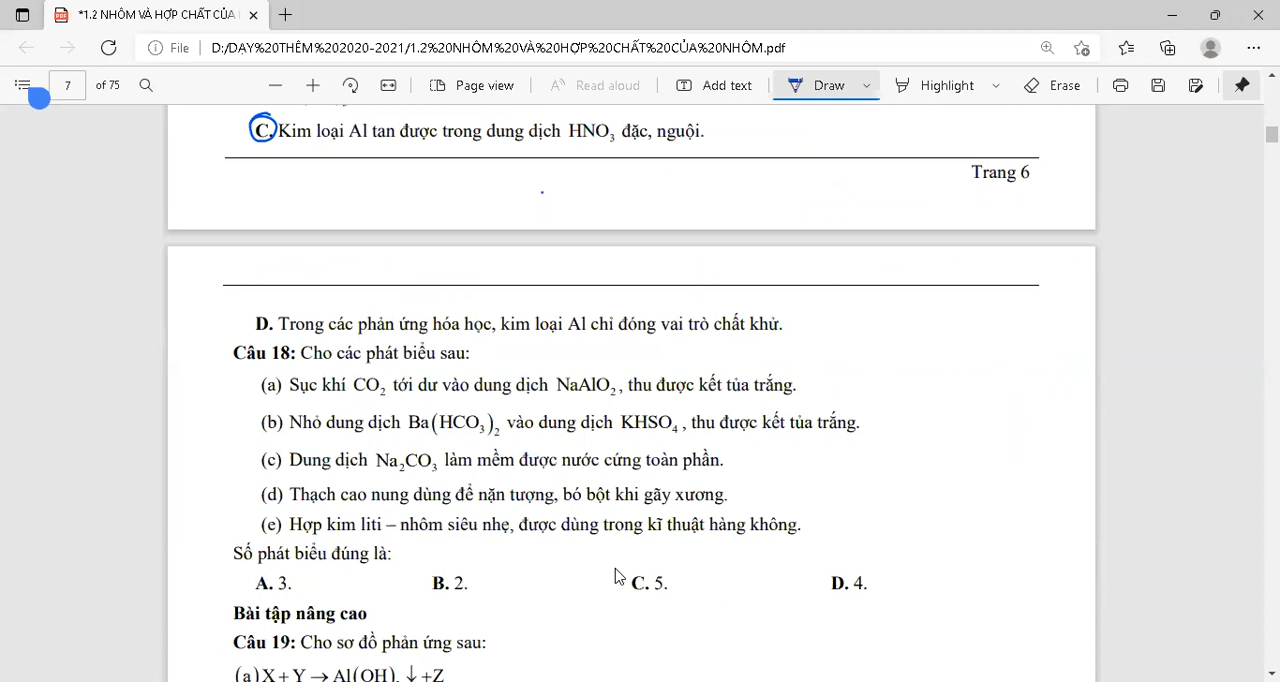 *1.2 NHÔM VÀ HỢP CHẤT CỦA
File D:/DẠY%20THÊM%202020-2021/1.2%20NHÔM%20VÀ%20HỢP%20CHẤT%20CỦA%20NHÔM.pdf
7 of 75 Page view Read aloud Add text Draw Highlight Erase
C. Kim loại Al tan được trong dung dịch HNO₃ đặc, nguội.
Trang 6
D. Trong các phản ứng hóa học, kim loại Al chỉ đóng vai trò chất khử.
Câu 18: Cho các phát biểu sau:
(a) Sục khí CO₂ tới dư vào dung dịch NaAlO₂, thu được kết tủa trắng.
(b) Nhỏ dung dịch Ba(HCO₃)₂ vào dung dịch KHSO₄, thu được kết tủa trắng.
(c) Dung dịch Na₂CO₃ làm mềm được nước cứng toàn phần.
(d) Thạch cao nung dùng để nặn tượng, bó bột khi gãy xương.
(e) Hợp kim liti – nhôm siêu nhẹ, được dùng trong kĩ thuật hàng không.
Số phát biểu đúng là:
A. 3. B. 2. C. 5. D. 4.
Bài tập nâng cao
Câu 19: Cho sơ đồ phản ứng sau:
(a)X + Y → Al(OH) ↓ +Z